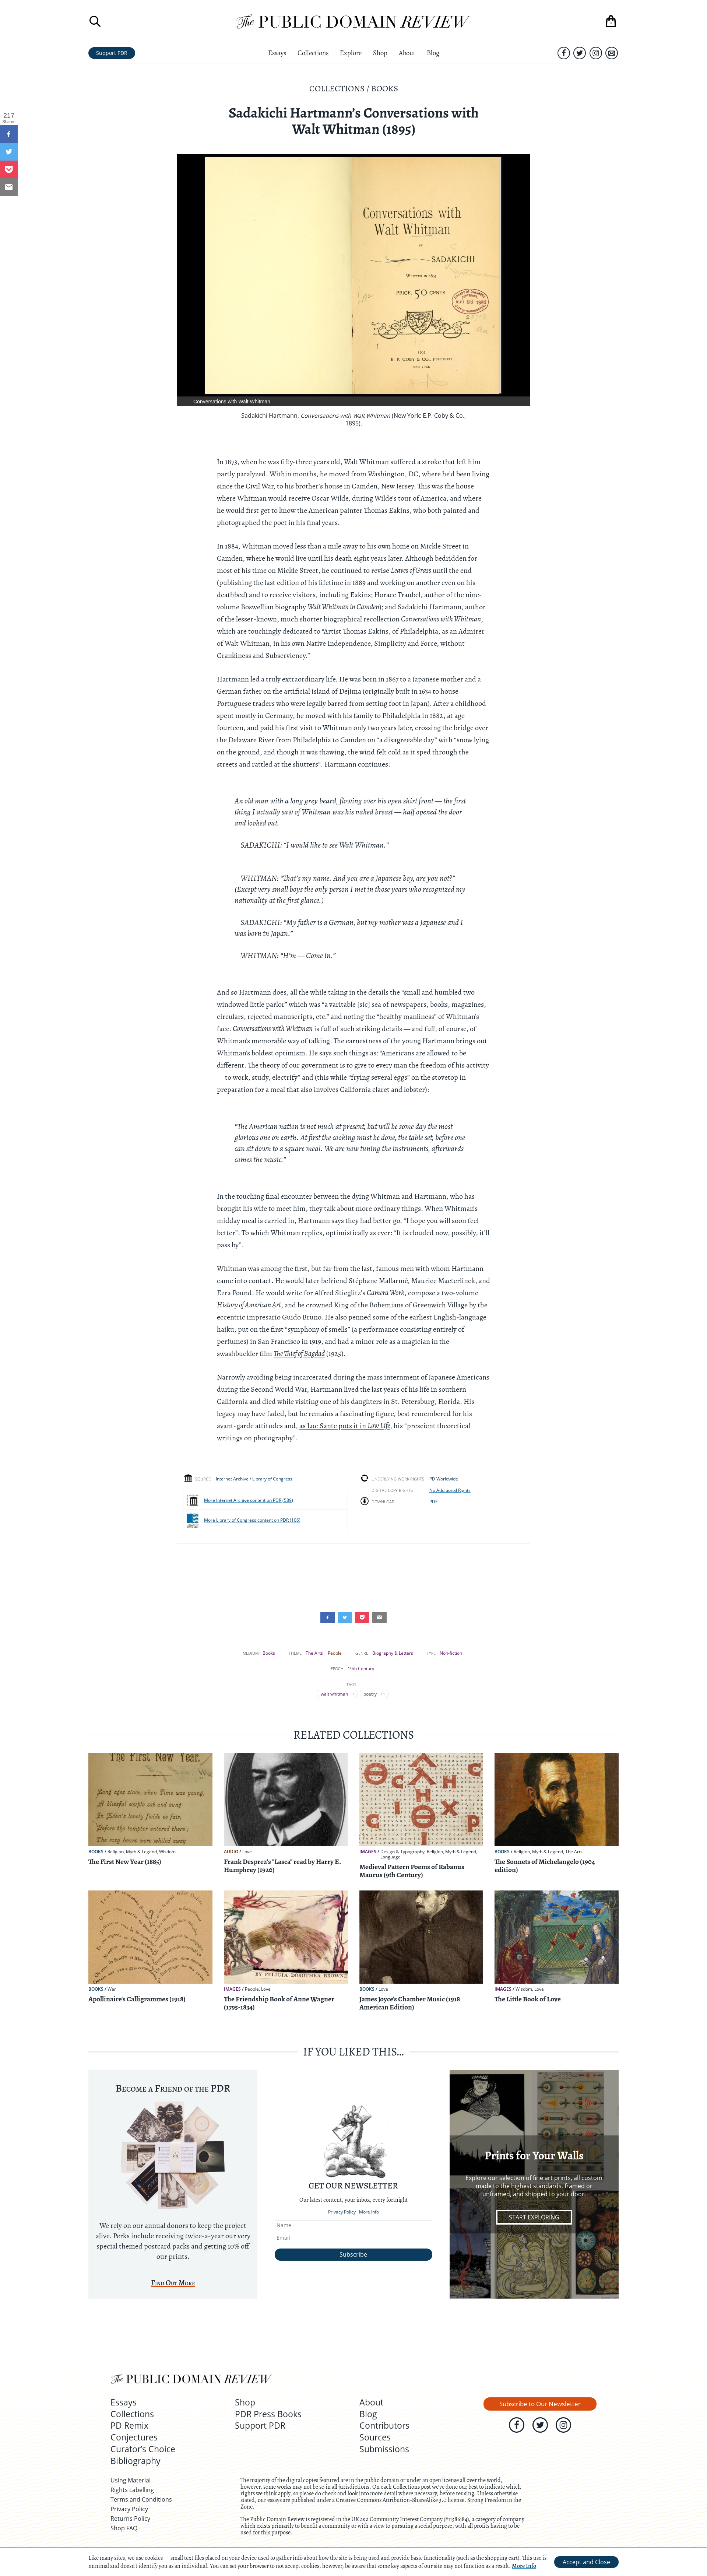 The PUBLIC DOMAIN REVIEW
Support PDR
Essays
Collections
Explore
Shop
About
Blog
217
Shares
COLLECTIONS / BOOKS
Sadakichi Hartmann’s Conversations with
Walt Whitman (1895)
Conversations with
Walt Whitman
BY
SADAKICHI
WRITTEN IN 1894
PRICE, 50 CENTS
1895
E. P. COBY & CO., PUBLISHERS
NEW YORK
Conversations with Walt Whitman
Sadakichi Hartmann, Conversations with Walt Whitman (New York: E.P. Coby & Co.,
1895).
In 1873, when he was fifty-three years old, Walt Whitman suffered a stroke that left him
partly paralyzed. Within months, he moved from Washington, DC, where he’d been living
since the Civil War, to his brother’s house in Camden, New Jersey. This was the house
where Whitman would receive Oscar Wilde, during Wilde’s tour of America, and where
he would first get to know the American painter Thomas Eakins, who both painted and
photographed the poet in his final years.
In 1884, Whitman moved less than a mile away to his own home on Mickle Street in
Camden, where he would live until his death eight years later. Although bedridden for
most of his time on Mickle Street, he continued to revise Leaves of Grass until the end
(publishing the last edition of his lifetime in 1889 and working on another even on his
deathbed) and to receive visitors, including Eakins; Horace Traubel, author of the nine-
volume Boswellian biography Walt Whitman in Camden); and Sadakichi Hartmann, author
of the lesser-known, much shorter biographical recollection Conversations with Whitman,
which are touchingly dedicated to “Artist Thomas Eakins, of Philadelphia, as an Admirer
of Walt Whitman, in his own Native Independence, Simplicity and Force, without
Crankiness and Subserviency.”
Hartmann led a truly extraordinary life. He was born in 1867 to a Japanese mother and a
German father on the artificial island of Dejima (originally built in 1634 to house
Portuguese traders who were legally barred from setting foot in Japan). After a childhood
spent mostly in Germany, he moved with his family to Philadelphia in 1882, at age
fourteen, and paid his first visit to Whitman only two years later, crossing the bridge over
the Delaware River from Philadelphia to Camden on “a disagreeable day” with “snow lying
on the ground, and though it was thawing, the wind felt cold as it sped through the
streets and rattled at the shutters”. Hartmann continues:
An old man with a long grey beard, flowing over his open shirt front — the first
thing I actually saw of Whitman was his naked breast — half opened the door
and looked out.
SADAKICHI: “I would like to see Walt Whitman.”
WHITMAN: “That’s my name. And you are a Japanese boy, are you not?”
(Except very small boys the only person I met in those years who recognized my
nationality at the first glance.)
SADAKICHI: “My father is a German, but my mother was a Japanese and I
was born in Japan.”
WHITMAN: “H’m — Come in.”
And so Hartmann does, all the while taking in the details the “small and humbled two
windowed little parlor” which was “a varitable [sic] sea of newspapers, books, magazines,
circulars, rejected manuscripts, etc.” and noting the “healthy manliness” of Whitman’s
face. Conversations with Whitman is full of such striking details — and full, of course, of
Whitman’s memorable way of talking. The earnestness of the young Hartmann brings out
Whitman’s boldest optimism. He says such things as: “Americans are allowed to be
different. The theory of our government is to give to every man the freedom of his activity
— to work, study, electrify” and (this while “frying several eggs” on the stovetop in
preparation for a meal that also involves California claret and lobster):
“The American nation is not much at present, but will be some day the most
glorious one on earth. At first the cooking must be done, the table set, before one
can sit down to a square meal. We are now tuning the instruments, afterwards
comes the music.”
In the touching final encounter between the dying Whitman and Hartmann, who has
brought his wife to meet him, they talk about more ordinary things. When Whitman’s
midday meal is carried in, Hartmann says they had better go. “I hope you will soon feel
better”. To which Whitman replies, optimistically as ever: “It is clouded now, possibly, it’ll
pass by”.
Whitman was among the first, but far from the last, famous men with whom Hartmann
came into contact. He would later befriend Stéphane Mallarmé, Maurice Maeterlinck, and
Ezra Pound. He would write for Alfred Stieglitz’s Camera Work, compose a two-volume
History of American Art, and be crowned King of the Bohemians of Greenwich Village by the
eccentric impresario Guido Bruno. He also penned some of the earliest English-language
haiku, put on the first “symphony of smells” (a performance consisting entirely of
perfumes) in San Francisco in 1919, and had a minor role as a magician in the
swashbuckler film The Thief of Bagdad (1925).
Narrowly avoiding being incarcerated during the mass internment of Japanese Americans
during the Second World War, Hartmann lived the last years of his life in southern
California and died while visiting one of his daughters in St. Petersburg, Florida. His
legacy may have faded, but he remains a fascinating figure, best remembered for his
avant-garde attitudes and, as Luc Sante puts it in Low Life, his “prescient theoretical
writings on photography”.
SOURCE Internet Archive / Library of Congress
More Internet Archive content on PDR (589)
More Library of Congress content on PDR (106)
UNDERLYING WORK RIGHTS PD Worldwide
DIGITAL COPY RIGHTS No Additional Rights
DOWNLOAD PDF
MEDIUM Books THEME The Arts People GENRE Biography & Letters TYPE Non-fiction
EPOCH 19th Century
TAGS
walt whitman
poetry
RELATED COLLECTIONS
The First New Year.
BOOKS / Religion, Myth & Legend, Wisdom
The First New Year (1885)
AUDIO / Love
Frank Desprez's "Lasca" read by Harry E.
Humphrey (1920)
IMAGES / Design & Typography, Religion, Myth & Legend,
Language
Medieval Pattern Poems of Rabanus
Maurus (9th Century)
BOOKS / Religion, Myth & Legend, The Arts
The Sonnets of Michelangelo (1904
edition)
BOOKS / War
Apollinaire's Calligrammes (1918)
BY FELICIA DOROTHEA BROWNE
IMAGES / People, Love
The Friendship Book of Anne Wagner
(1795-1834)
BOOKS / Love
James Joyce's Chamber Music (1918
American Edition)
IMAGES / Wisdom, Love
The Little Book of Love
IF YOU LIKED THIS…
Become a Friend of the PDR
We rely on our annual donors to keep the project
alive. Perks include receiving twice-a-year our very
special themed postcard packs and getting 10% off
our prints.
Find Out More
GET OUR NEWSLETTER
Our latest content, your inbox, every fortnight
Privacy Policy More Info
Name
Email
Subscribe
Prints for Your Walls
Explore our selection of fine art prints, all custom
made to the highest standards, framed or
unframed, and shipped to your door.
START EXPLORING
The PUBLIC DOMAIN REVIEW
Essays
Collections
PD Remix
Conjectures
Curator’s Choice
Bibliography
Shop
PDR Press Books
Support PDR
About
Blog
Contributors
Sources
Submissions
Subscribe to Our Newsletter
Using Material
Rights Labelling
Terms and Conditions
Privacy Policy
Returns Policy
Shop FAQ
The majority of the digital copies featured are in the public domain or under an open license all over the world,
however, some works may not be so in all jurisdictions. On each Collections post we’ve done our best to indicate which
rights we think apply, so please do check and look into more detail where necessary, before reusing. Unless otherwise
stated, our essays are published under a Creative Commons Attribution-ShareAlike 3.0 license. Strong Freedom in the
Zone.
The Public Domain Review is registered in the UK as a Community Interest Company (#11386184), a category of company
which exists primarily to benefit a community or with a view to pursuing a social purpose, with all profits having to be
used for this purpose.
Like many sites, we use cookies — small text files placed on your device used to gather info about how the site is being used and provide basic functionality (such as the shopping cart). This use is
minimal and doesn't identify you as an individual. You can set your browser to not accept cookies, however, be aware that some key aspects of our site may not function as a result. More Info
Accept and Close